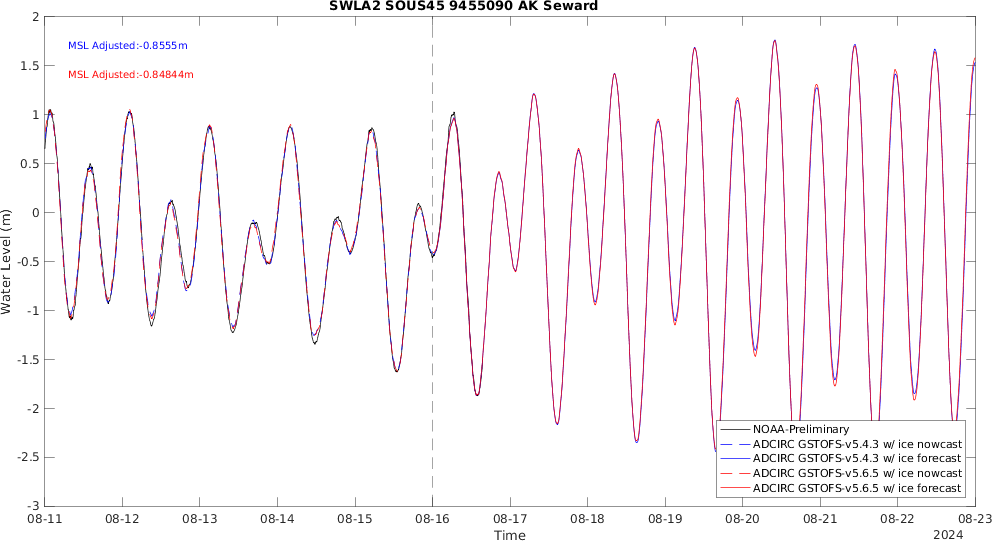 SWLA2 SOUS45 9455090 AK Seward
MSL Adjusted:-0.8555m
MSL Adjusted:-0.84844m
2
1.5
1
0.5
0
-0.5
-1
-1.5
-2
-2.5
-3
Water Level (m)
NOAA-Preliminary
ADCIRC GSTOFS-v5.4.3 w/ ice nowcast
ADCIRC GSTOFS-v5.4.3 w/ ice forecast
ADCIRC GSTOFS-v5.6.5 w/ ice nowcast
ADCIRC GSTOFS-v5.6.5 w/ ice forecast
08-11 08-12 08-13 08-14 08-15 08-16 08-17 08-18 08-19 08-20 08-21 08-22 08-23
Time
2024